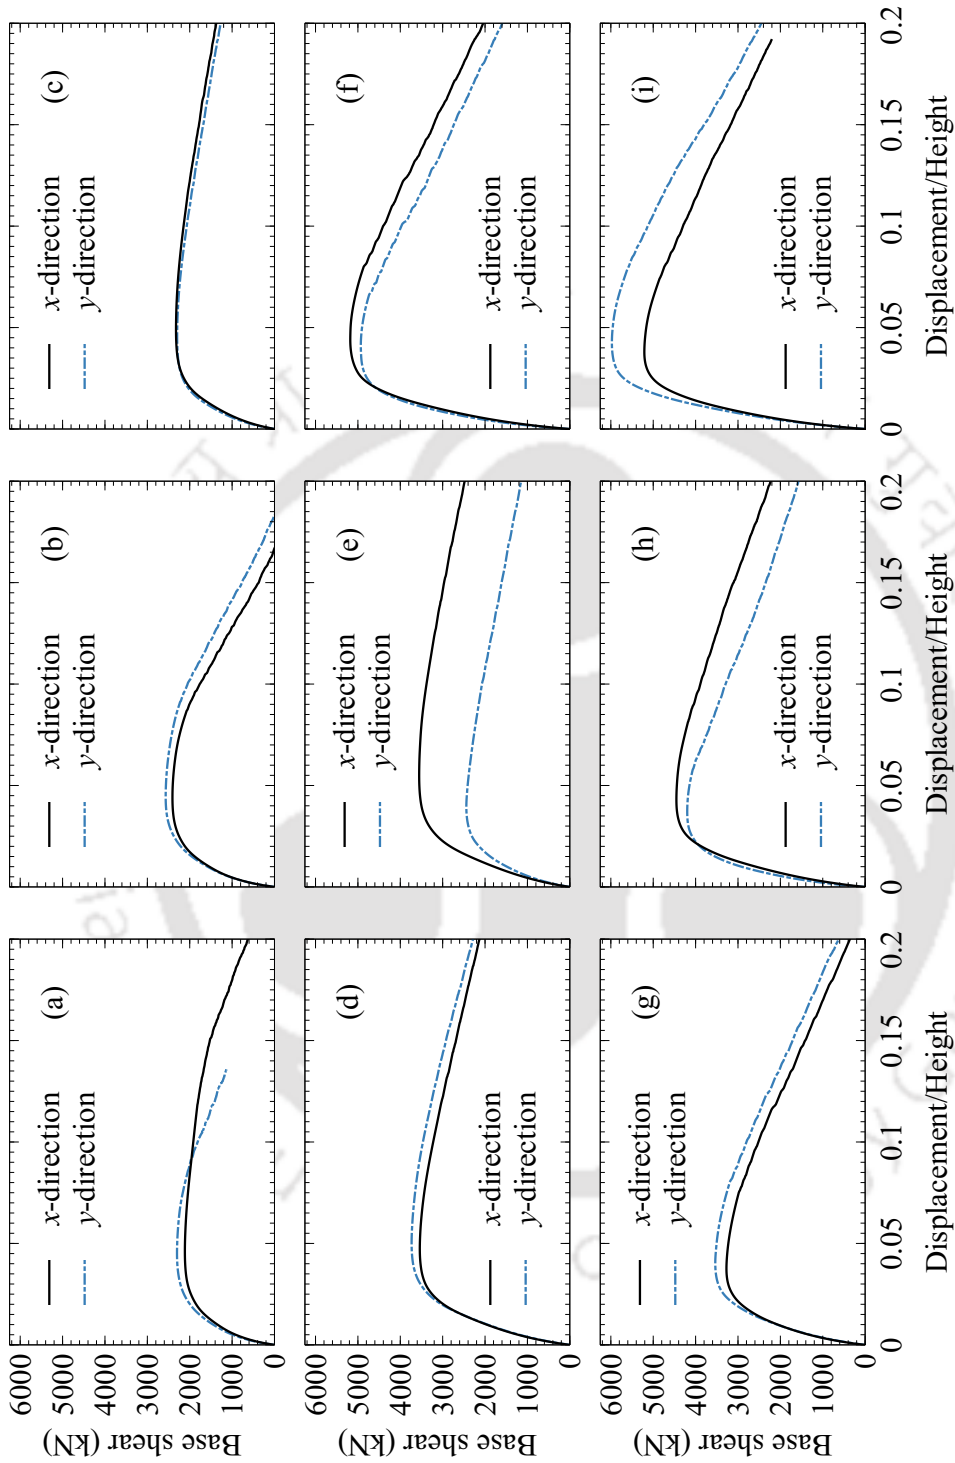 (a)
x-direction
y-direction
Base shear (kN)
6000
5000
4000
3000
2000
1000
0
(b)
x-direction
y-direction
(c)
x-direction
y-direction
(d)
x-direction
y-direction
Base shear (kN)
6000
5000
4000
3000
2000
1000
0
(e)
x-direction
y-direction
(f)
x-direction
y-direction
(g)
x-direction
y-direction
Base shear (kN)
6000
5000
4000
3000
2000
1000
0
0 0.05 0.1 0.15 0.2
Displacement/Height
(h)
x-direction
y-direction
0 0.05 0.1 0.15 0.2
Displacement/Height
(i)
x-direction
y-direction
0 0.05 0.1 0.15 0.2
Displacement/Height